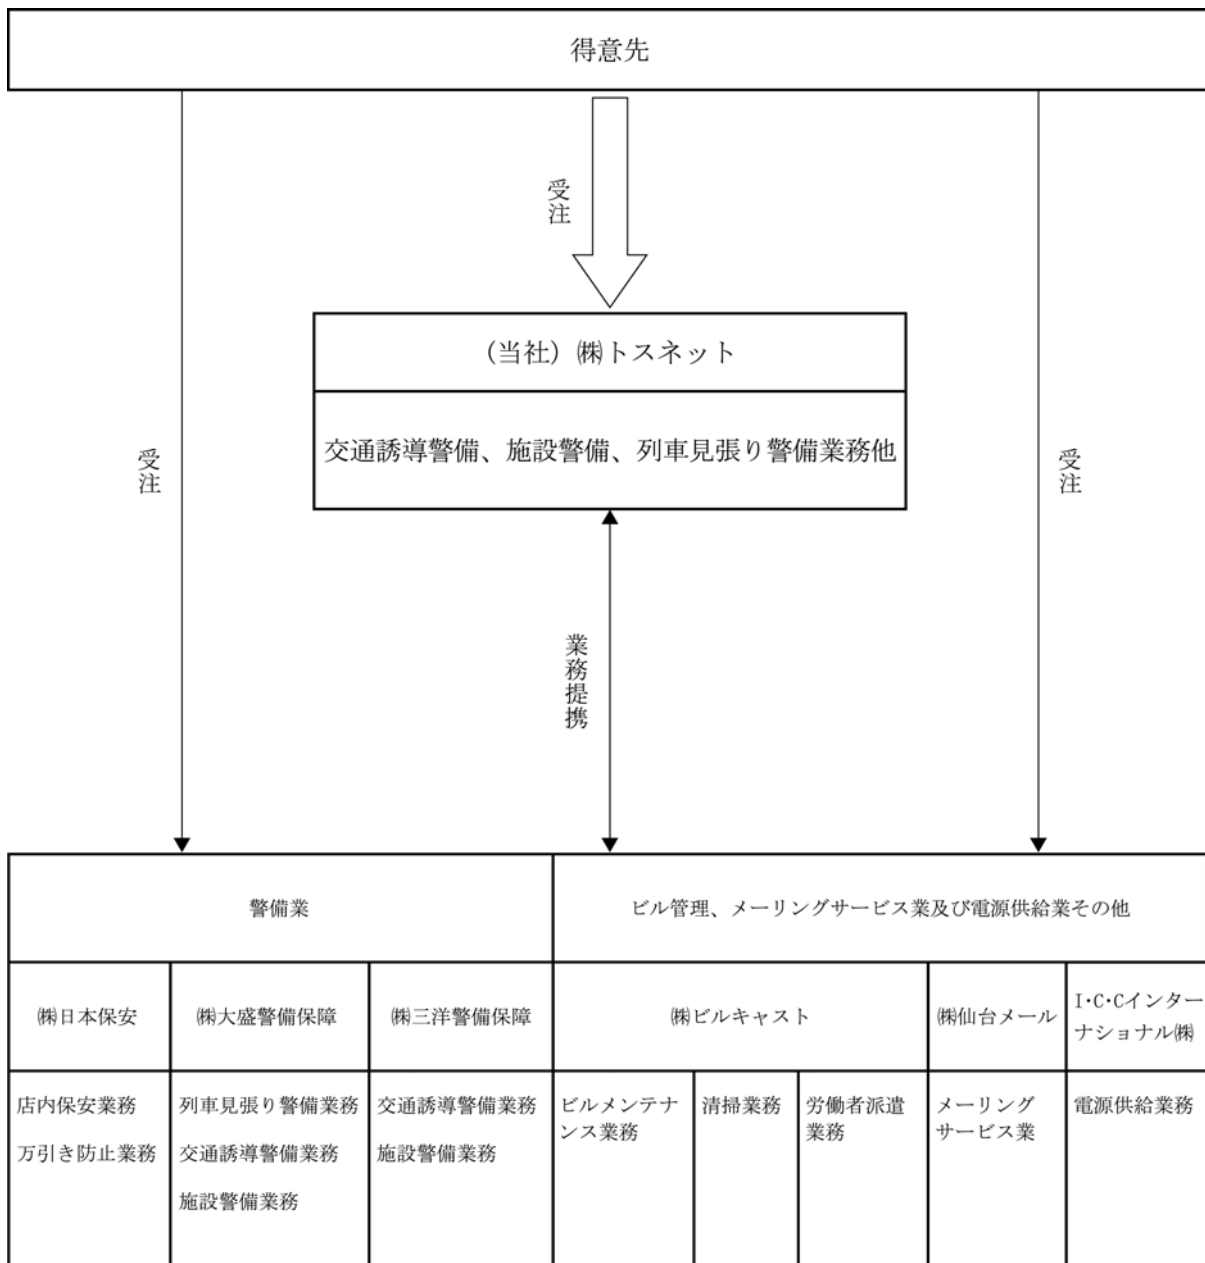 得意先
受注
(当社)㈱トスネット
交通誘導警備、施設警備、列車見張り警備業務他
受注
受注
業務提携
警備業
ビル管理、メーリングサービス業及び電源供給業その他
㈱日本保安
㈱大盛警備保障
㈱三洋警備保障
㈱ビルキャスト
㈱仙台メール
I・C・Cインター
ナショナル㈱
店内保安業務
万引き防止業務
列車見張り警備業務
交通誘導警備業務
施設警備業務
交通誘導警備業務
施設警備業務
ビルメンテナ
ンス業務
清掃業務
労働者派遣
業務
メーリング
サービス業
電源供給業務